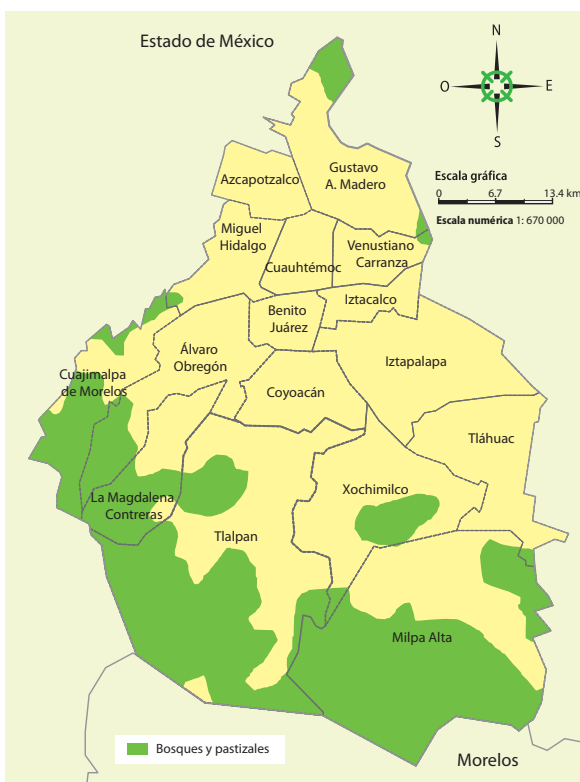 Estado de México
N
O
E
S
Escala gráfica
0 6.7 13.4 km
Escala numérica 1: 670 000
Gustavo
A. Madero
Azcapotzalco
Miguel
Hidalgo
Cuauhtémoc
Venustiano
Carranza
Iztacalco
Benito
Juárez
Álvaro
Obregón
Iztapalapa
Cuajimalpa
de Morelos
Coyoacán
Tláhuac
Xochimilco
La Magdalena
Contreras
Tlalpan
Milpa Alta
Bosques y pastizales
Morelos